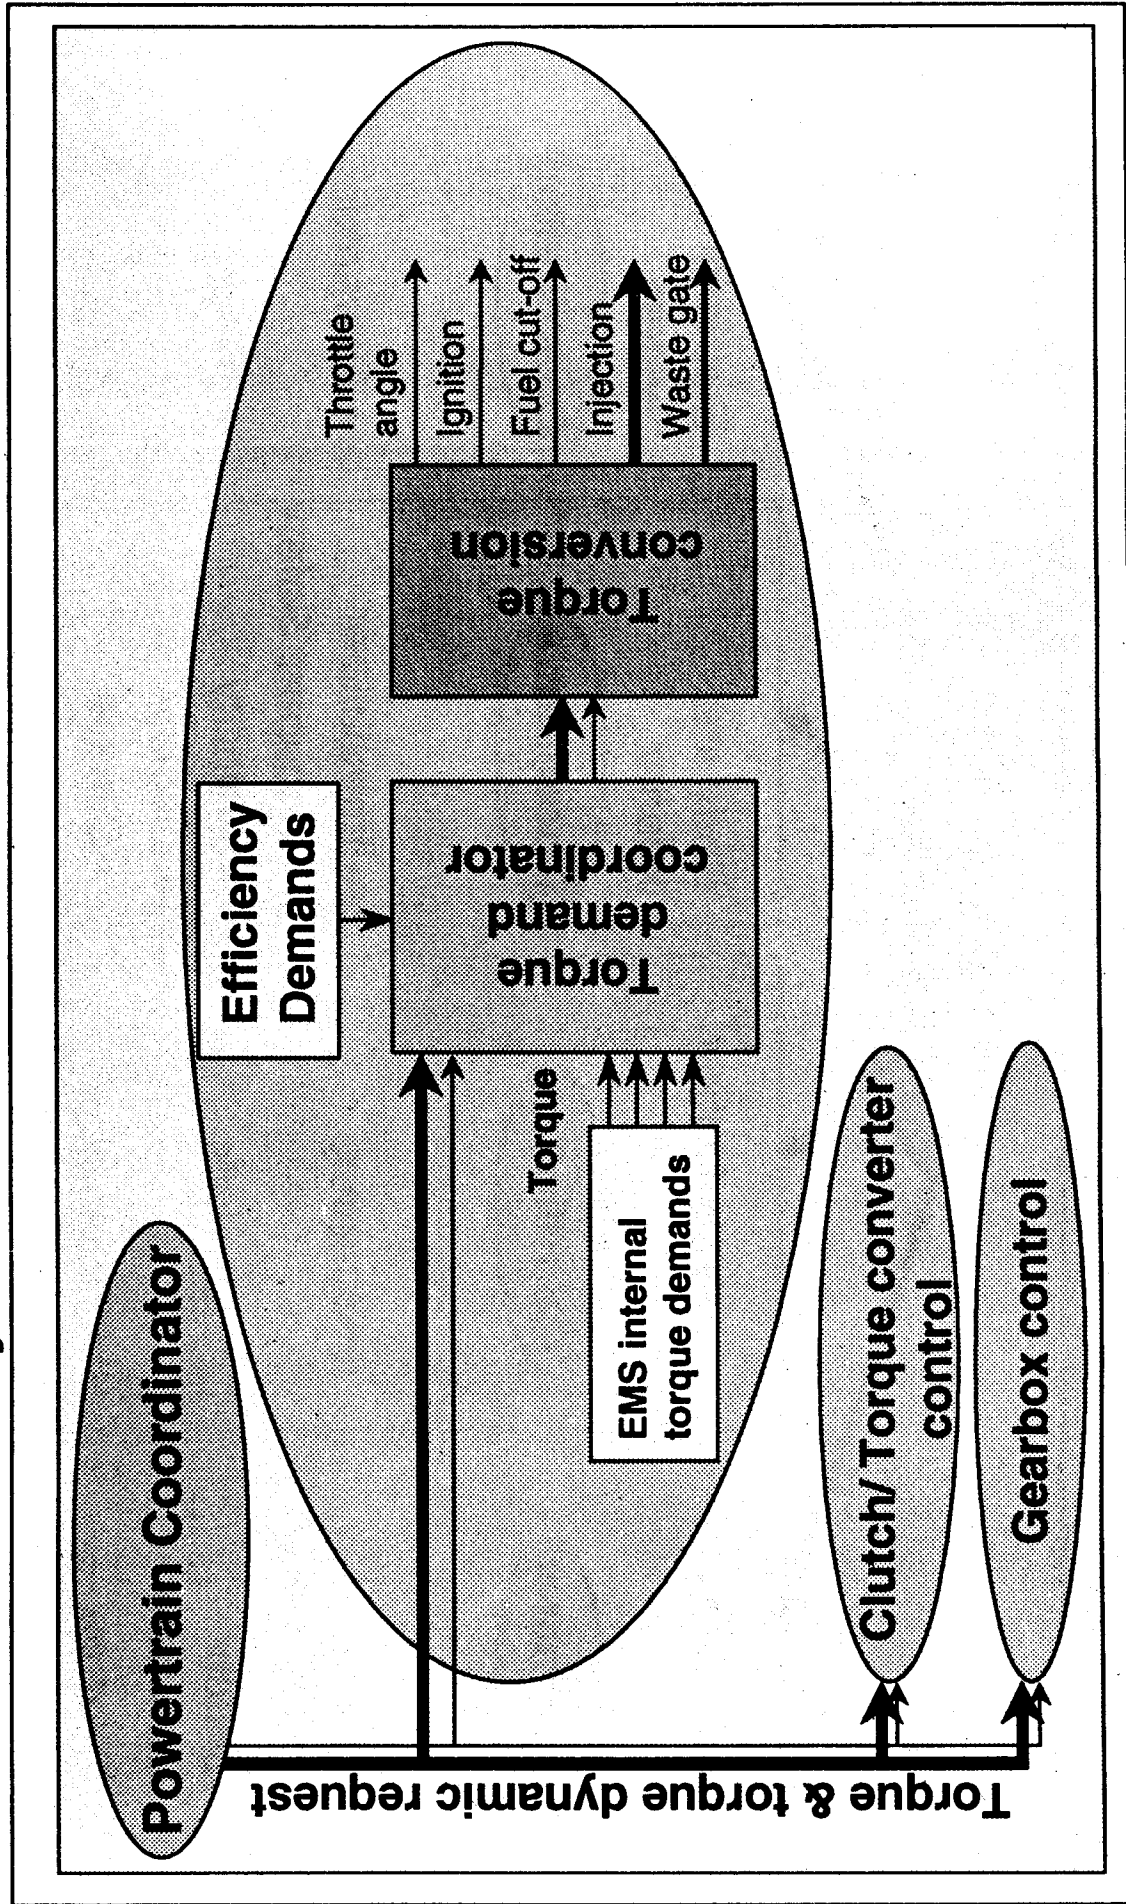 Powertrain Coordinator
Torque & torque dynamic request
Efficiency
Demands
Torque
EMS internal
torque demands
Torque
demand
coordinator
Torque
conversion
Throttle
angle
Ignition
Fuel cut-off
Injection
Waste gate
Clutch/ Torque converter
control
Gearbox control